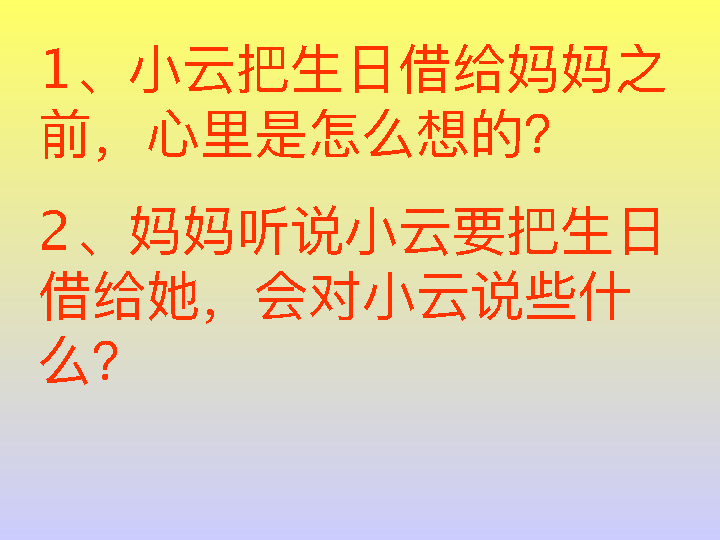 1、小云把生日借给妈妈之
前，心里是怎么想的？
2、妈妈听说小云要把生日
借给她，会对小云说些什
么？